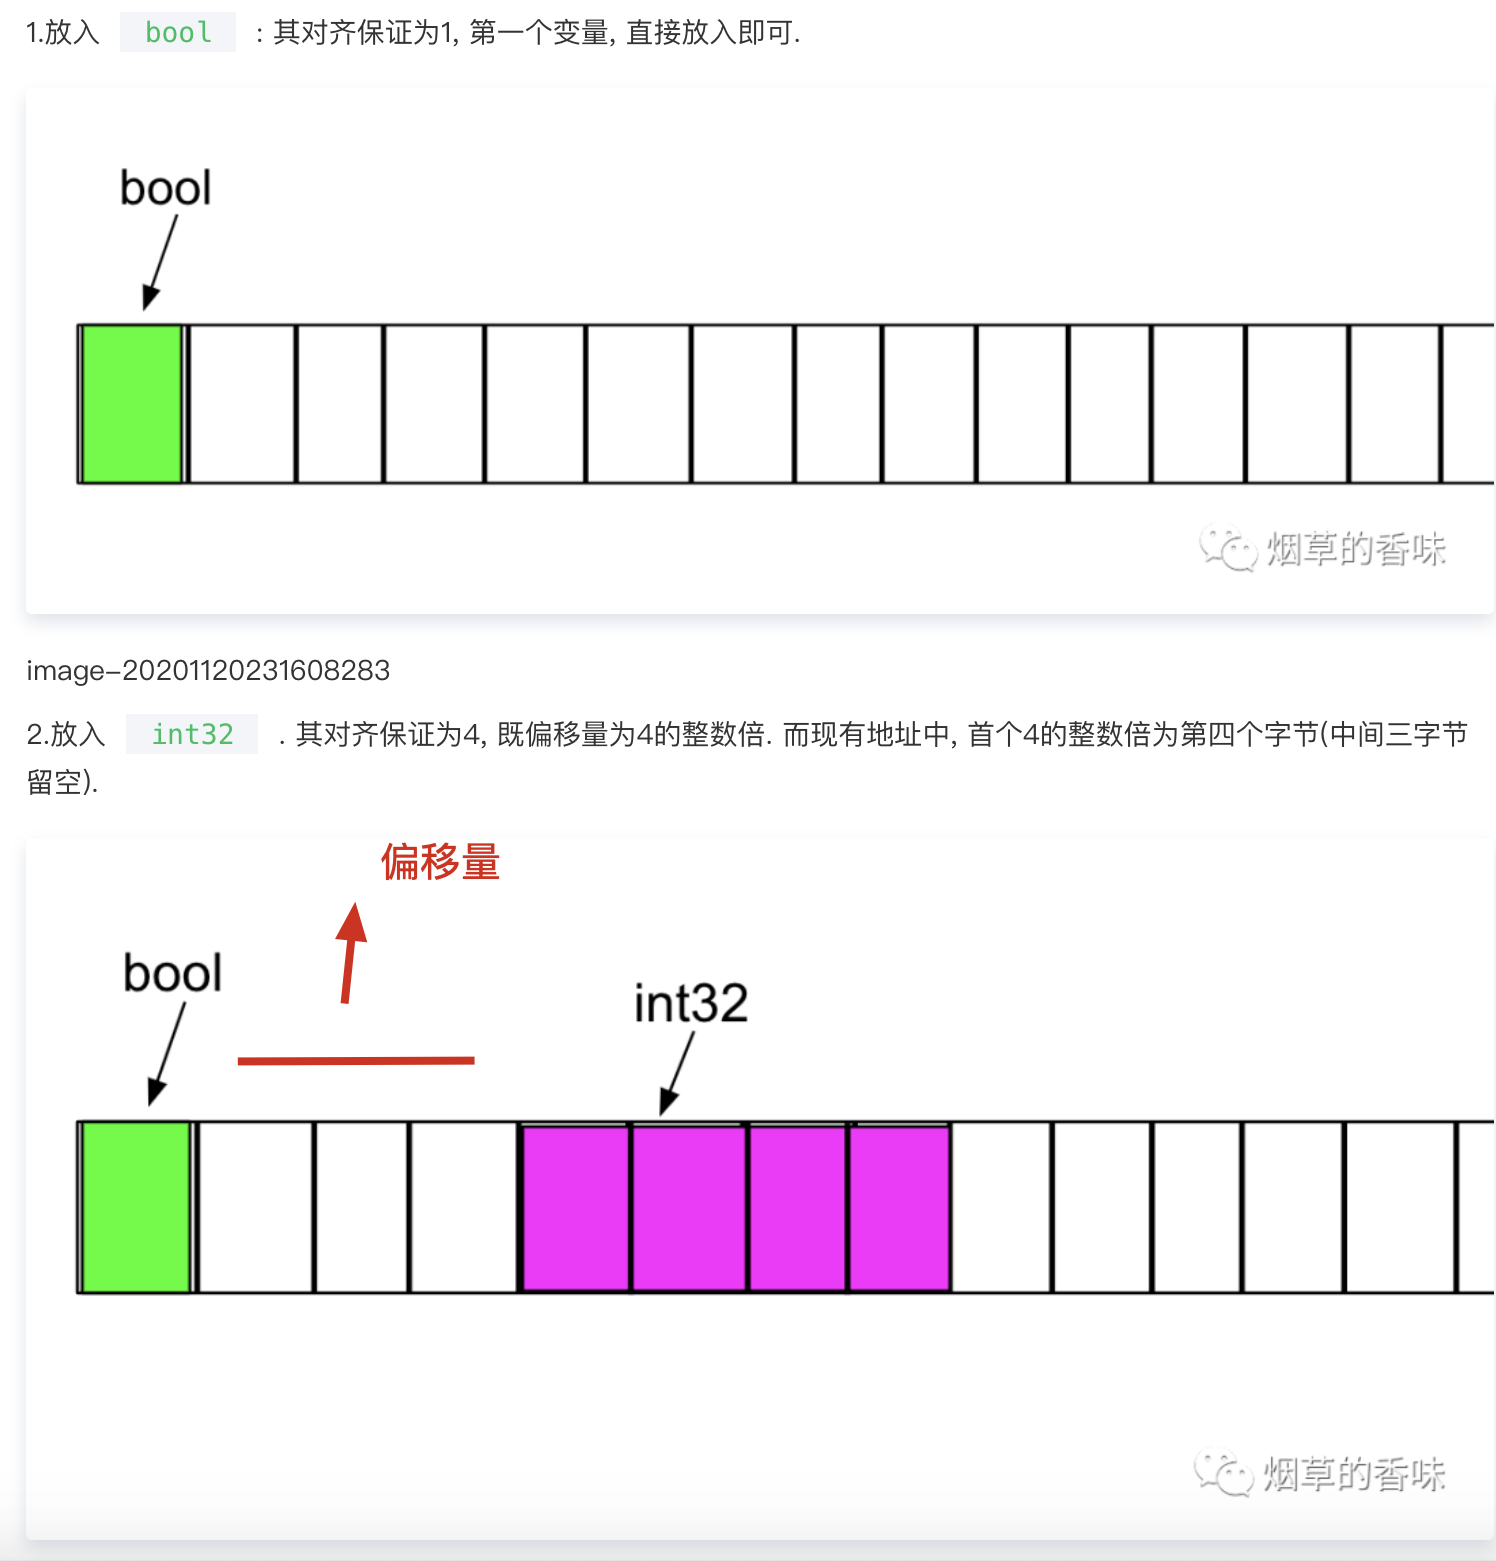 1.放入 bool : 其对齐保证为1, 第一个变量, 直接放入即可.
bool
烟草的香味
image-20201120231608283
2.放入 int32 . 其对齐保证为4, 既偏移量为4的整数倍. 而现有地址中, 首个4的整数倍为第四个字节(中间三字节
留空).
偏移量
bool
int32
烟草的香味